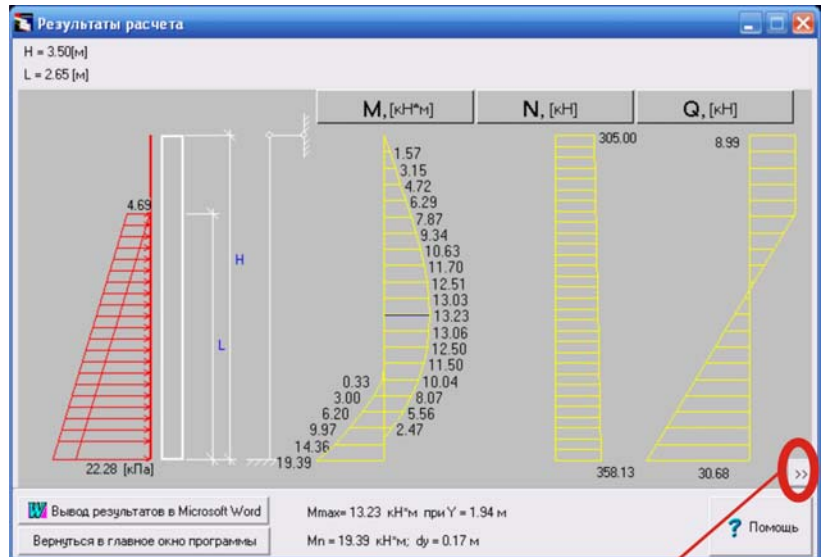 Результаты расчета
H = 3.50[м]
L = 2.65 [м]
M, [кН*м]
N, [кН]
Q, [кН]
305.00
8.99
1.57
3.15
4.72
6.29
4.69
7.87
9.34
10.63
H
11.70
12.51
13.03
13.23
13.06
L
12.50
11.50
0.33
10.04
3.00
8.07
6.20
5.56
9.97
2.47
14.36
19.39
22.28 [кПа]
358.13
30.68
>>
Вывод результатов в Microsoft Word
Mmax= 13.23 кН*м при Y = 1.94 м
? Помощь
Вернуться в главное окно программы
Mn = 19.39 кН*м; dy = 0.17 м